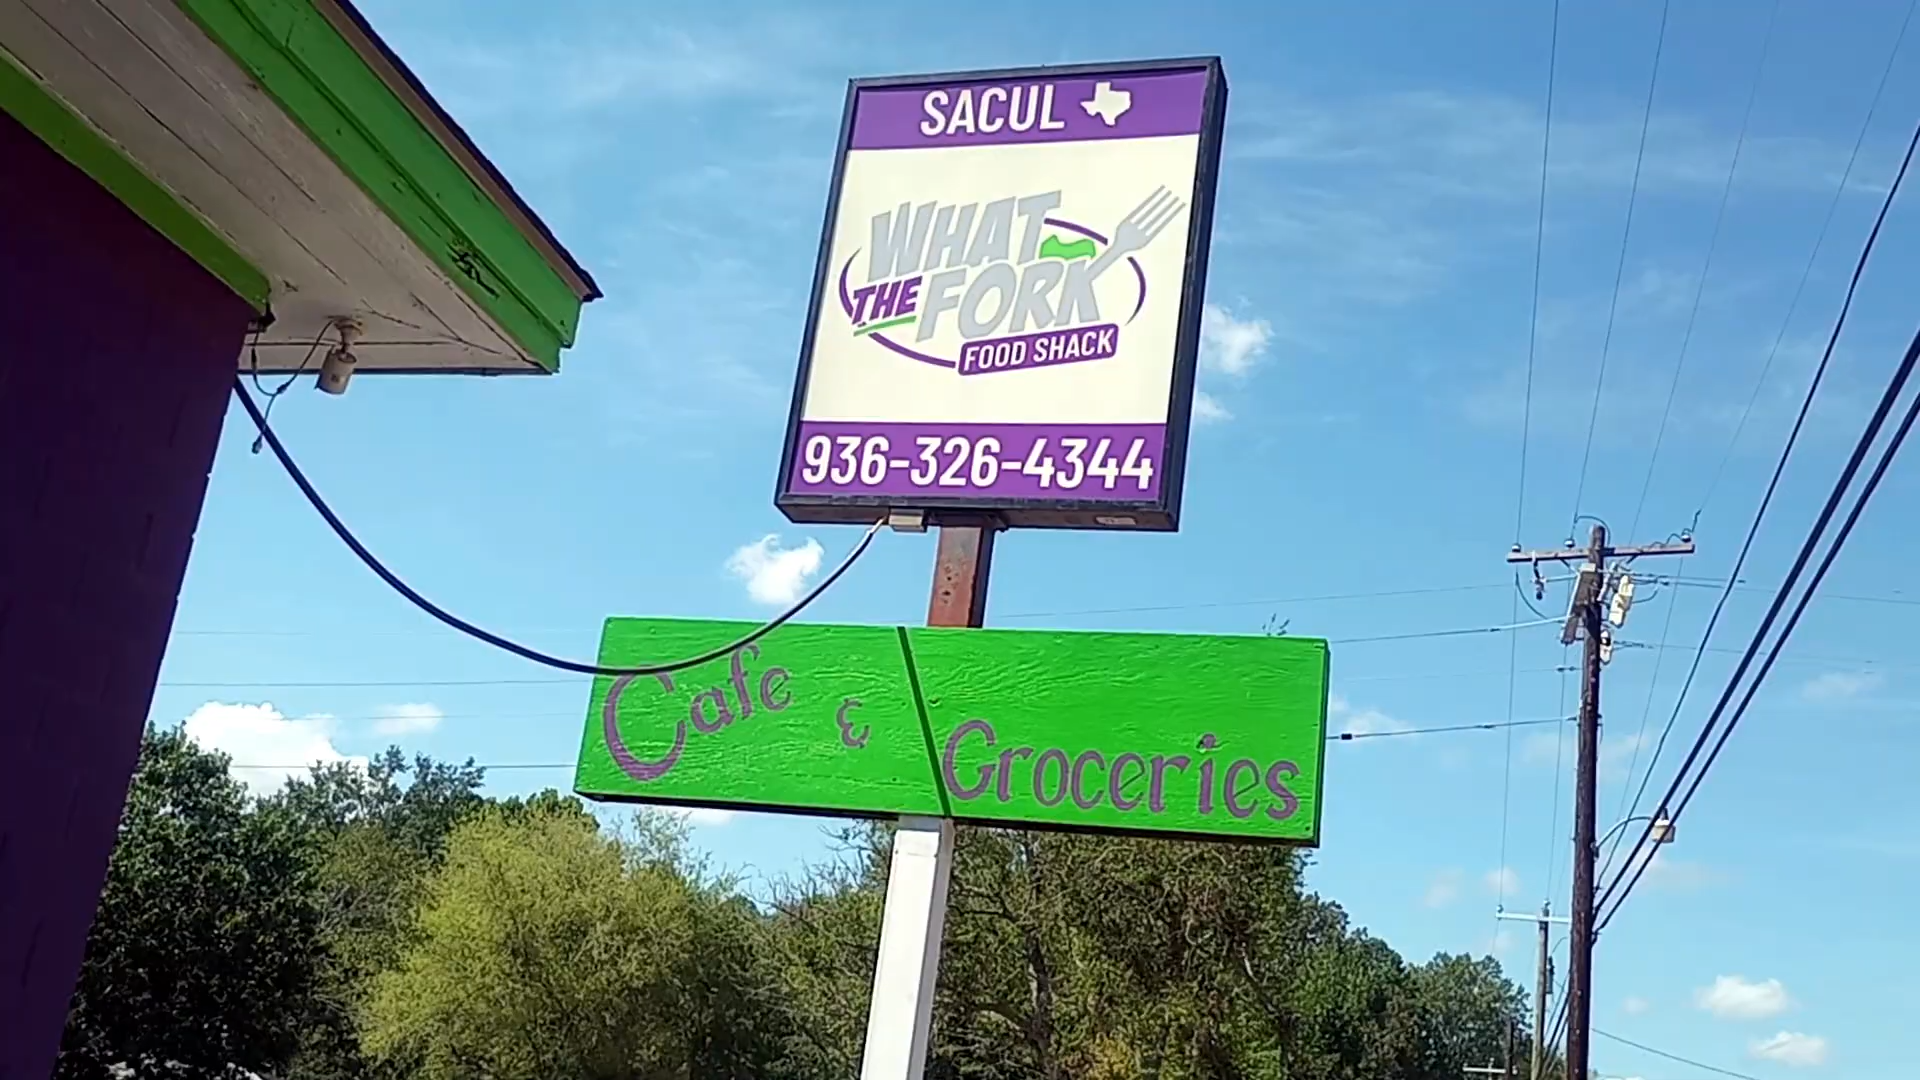 SACUL
WHAT
THE FORK
FOOD SHACK
936-326-4344
Cafe & Groceries